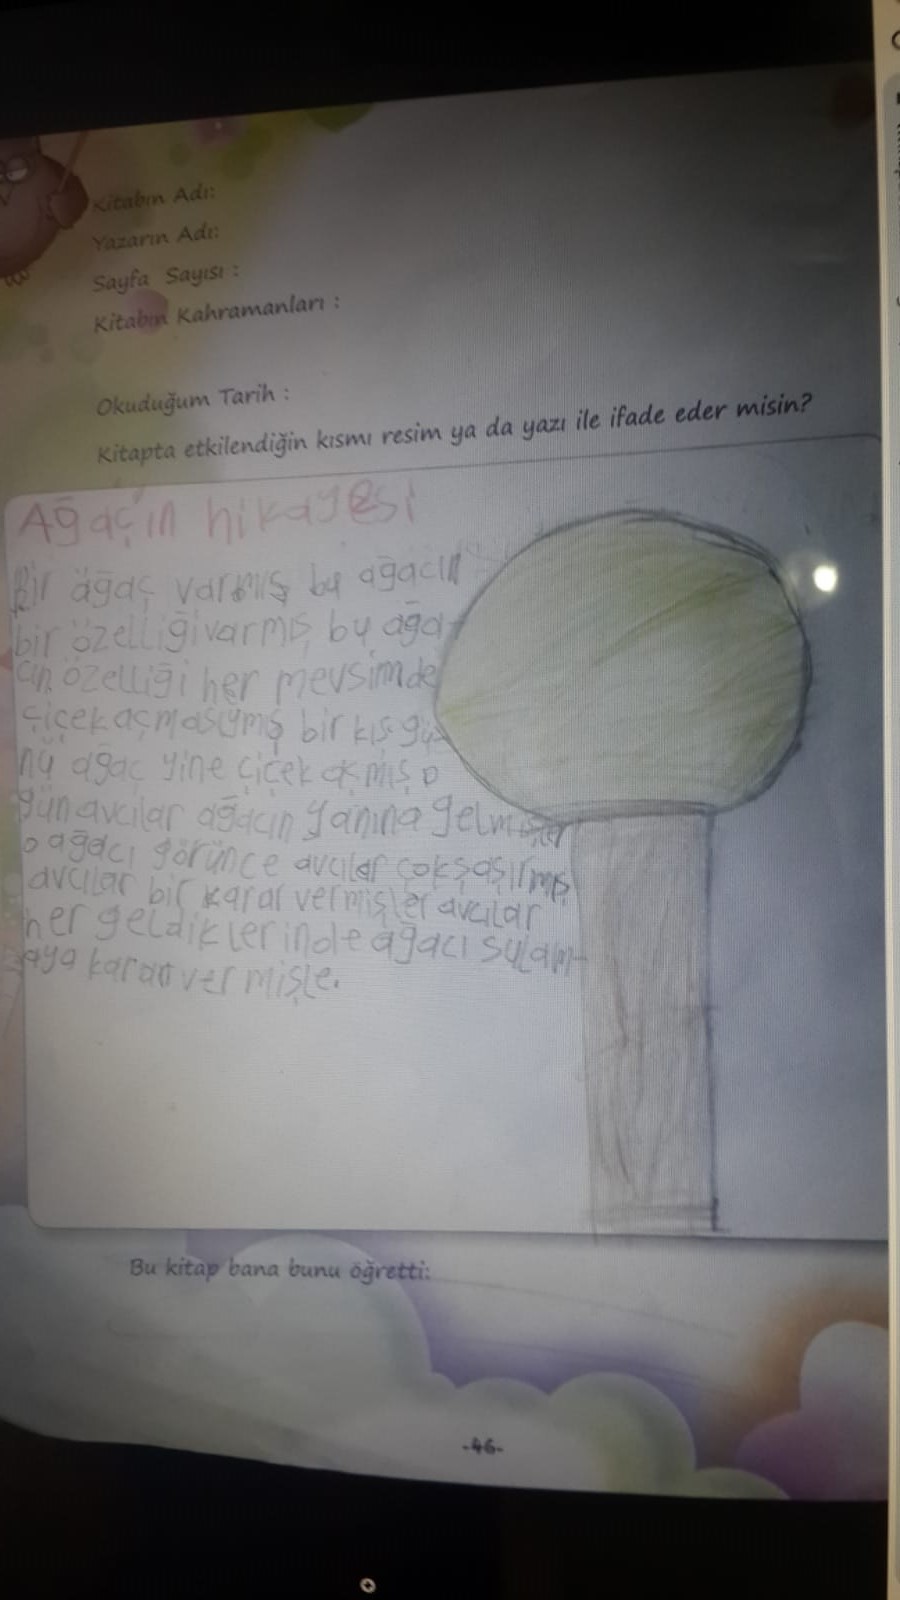 Kitabın Adı:
Yazarın Adı:
Sayfa Sayısı :
Kitabın Kahramanları :
Okuduğum Tarih :
Kitapta etkilendiğin kısmı resim ya da yazı ile ifade eder misin?
Ağaçın hikayesi
Bir ağaç varmış bu ağacın
bir özelliği varmış bu ağa-
cın özelliği her mevsimde
çiçek açmasıymış bir kış gü-
nü ağaç yine çiçek açmış o
gün avcılar ağacın yanına gelmişler
o ağacı görünce avcılar çok şaşırmış
avcılar bir karar vermişler avcılar
her geldiklerinde ağacı sulam-
aya karar vermişle.
Bu kitap bana bunu öğretti:
-46-